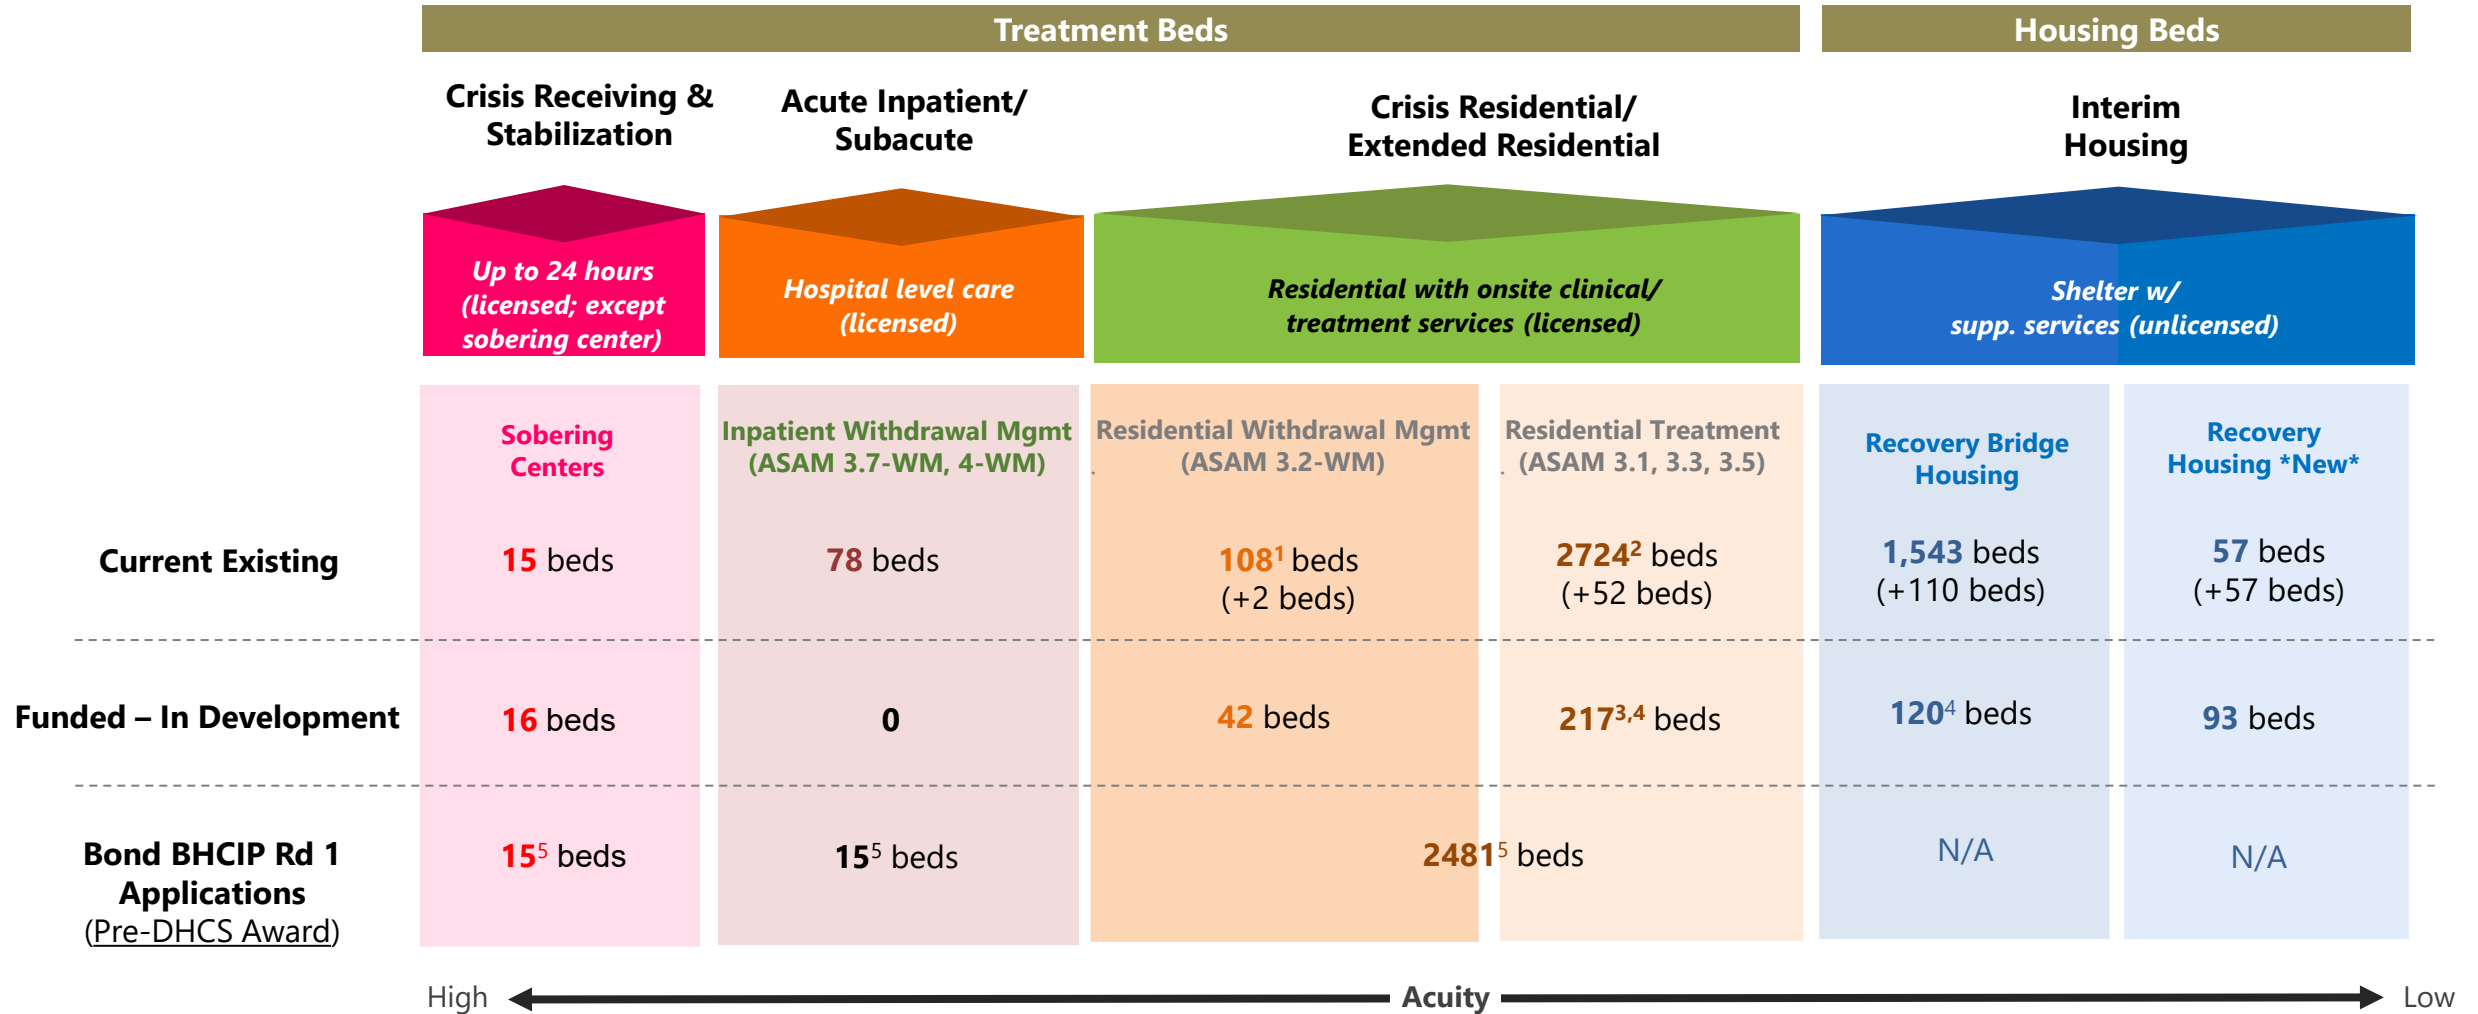 Treatment Beds
Housing Beds
Crisis Receiving &
Stabilization
Acute Inpatient/
Subacute
Crisis Residential/
Extended Residential
Interim
Housing
Up to 24 hours
(licensed; except
sobering center)
Hospital level care
(licensed)
Residential with onsite clinical/
treatment services (licensed)
Shelter w/
supp. services (unlicensed)
Sobering
Centers
Inpatient Withdrawal Mgmt
(ASAM 3.7-WM, 4-WM)
Residential Withdrawal Mgmt
(ASAM 3.2-WM)
Residential Treatment
(ASAM 3.1, 3.3, 3.5)
Recovery Bridge
Housing
Recovery
Housing *New*
Current Existing
15 beds
78 beds
108¹ beds
(+2 beds)
2724² beds
(+52 beds)
1,543 beds
(+110 beds)
57 beds
(+57 beds)
Funded – In Development
16 beds
0
42 beds
217³,⁴ beds
120⁴ beds
93 beds
Bond BHCIP Rd 1
Applications
(Pre-DHCS Award)
15⁵ beds
15⁵ beds
2481⁵ beds
N/A
N/A
High
Acuity
Low